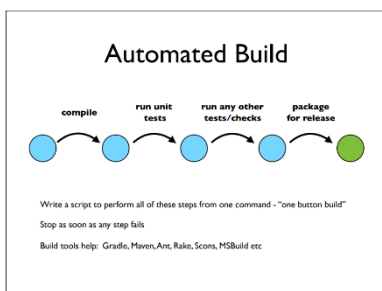 Automated Build
compile
run unit
tests
run any other
tests/checks
package
for release
Write a script to perform all of these steps from one command - "one button build"
Stop as soon as any step fails
Build tools help: Gradle, Maven, Ant, Rake, Scons, MSBuild etc